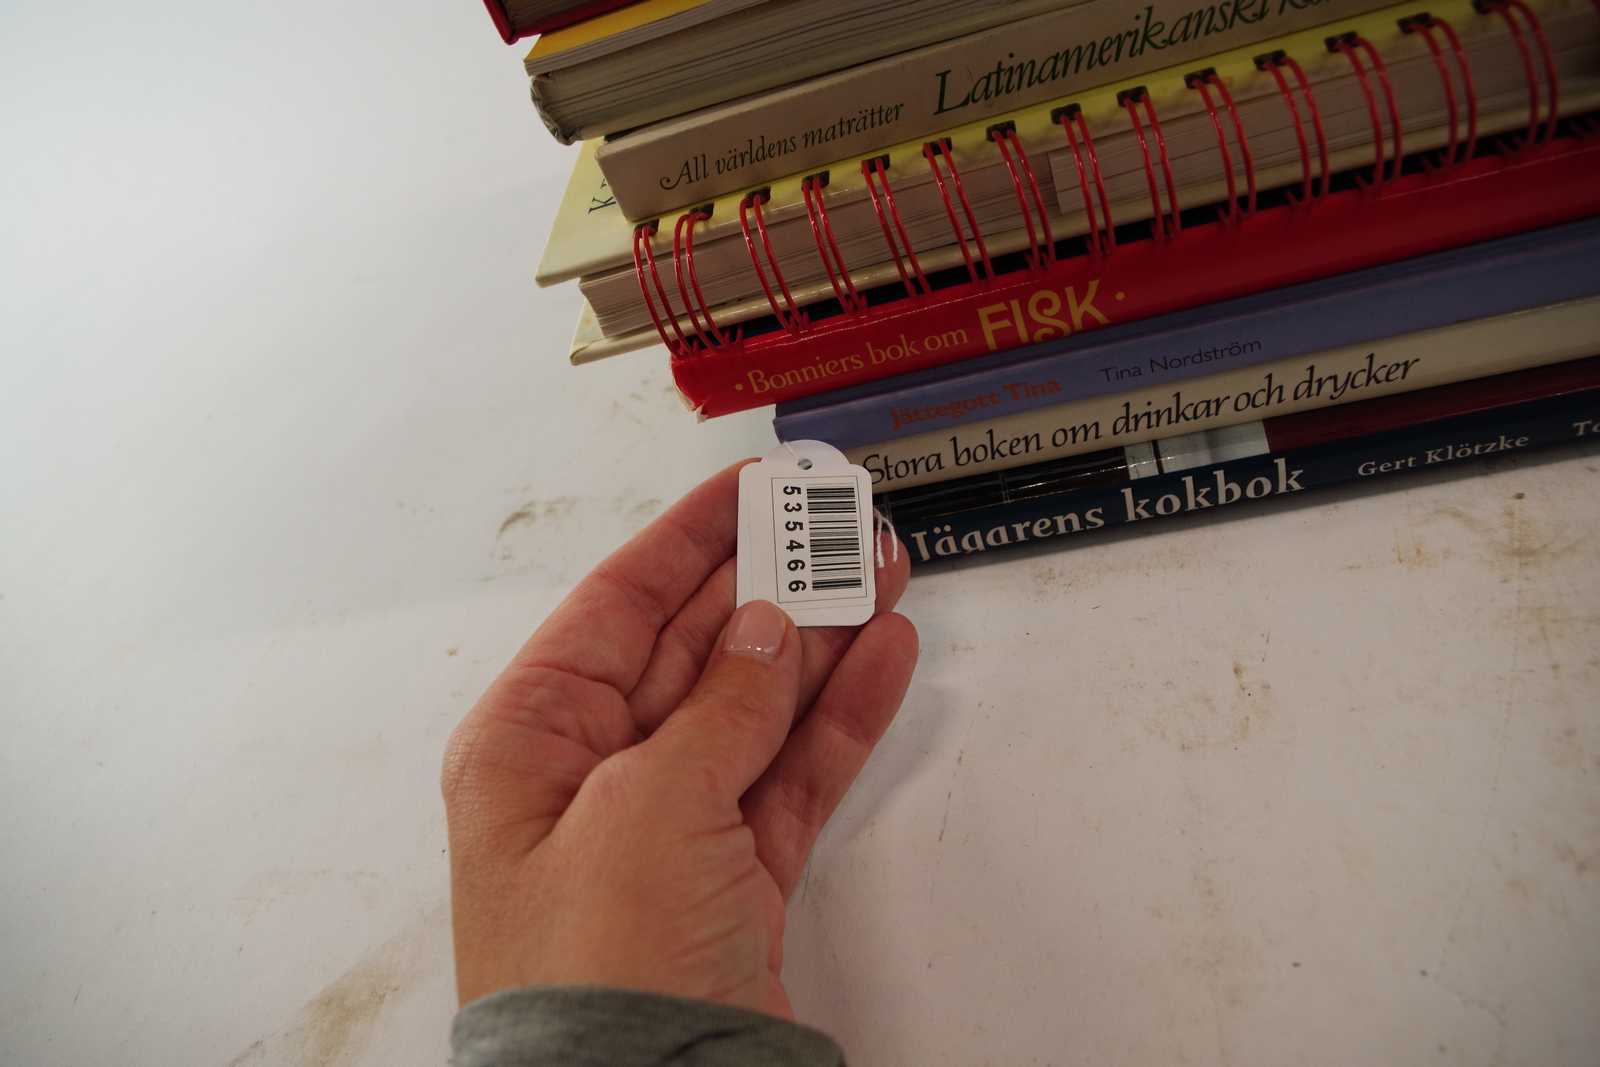 All världens maträtter Latinamerikanskt
K
·Bonniers bok om FISK·
Jättegott Tina Tina Nordström
Stora boken om drinkar och drycker
Jägarens kokbok Gert Klötzke
535466